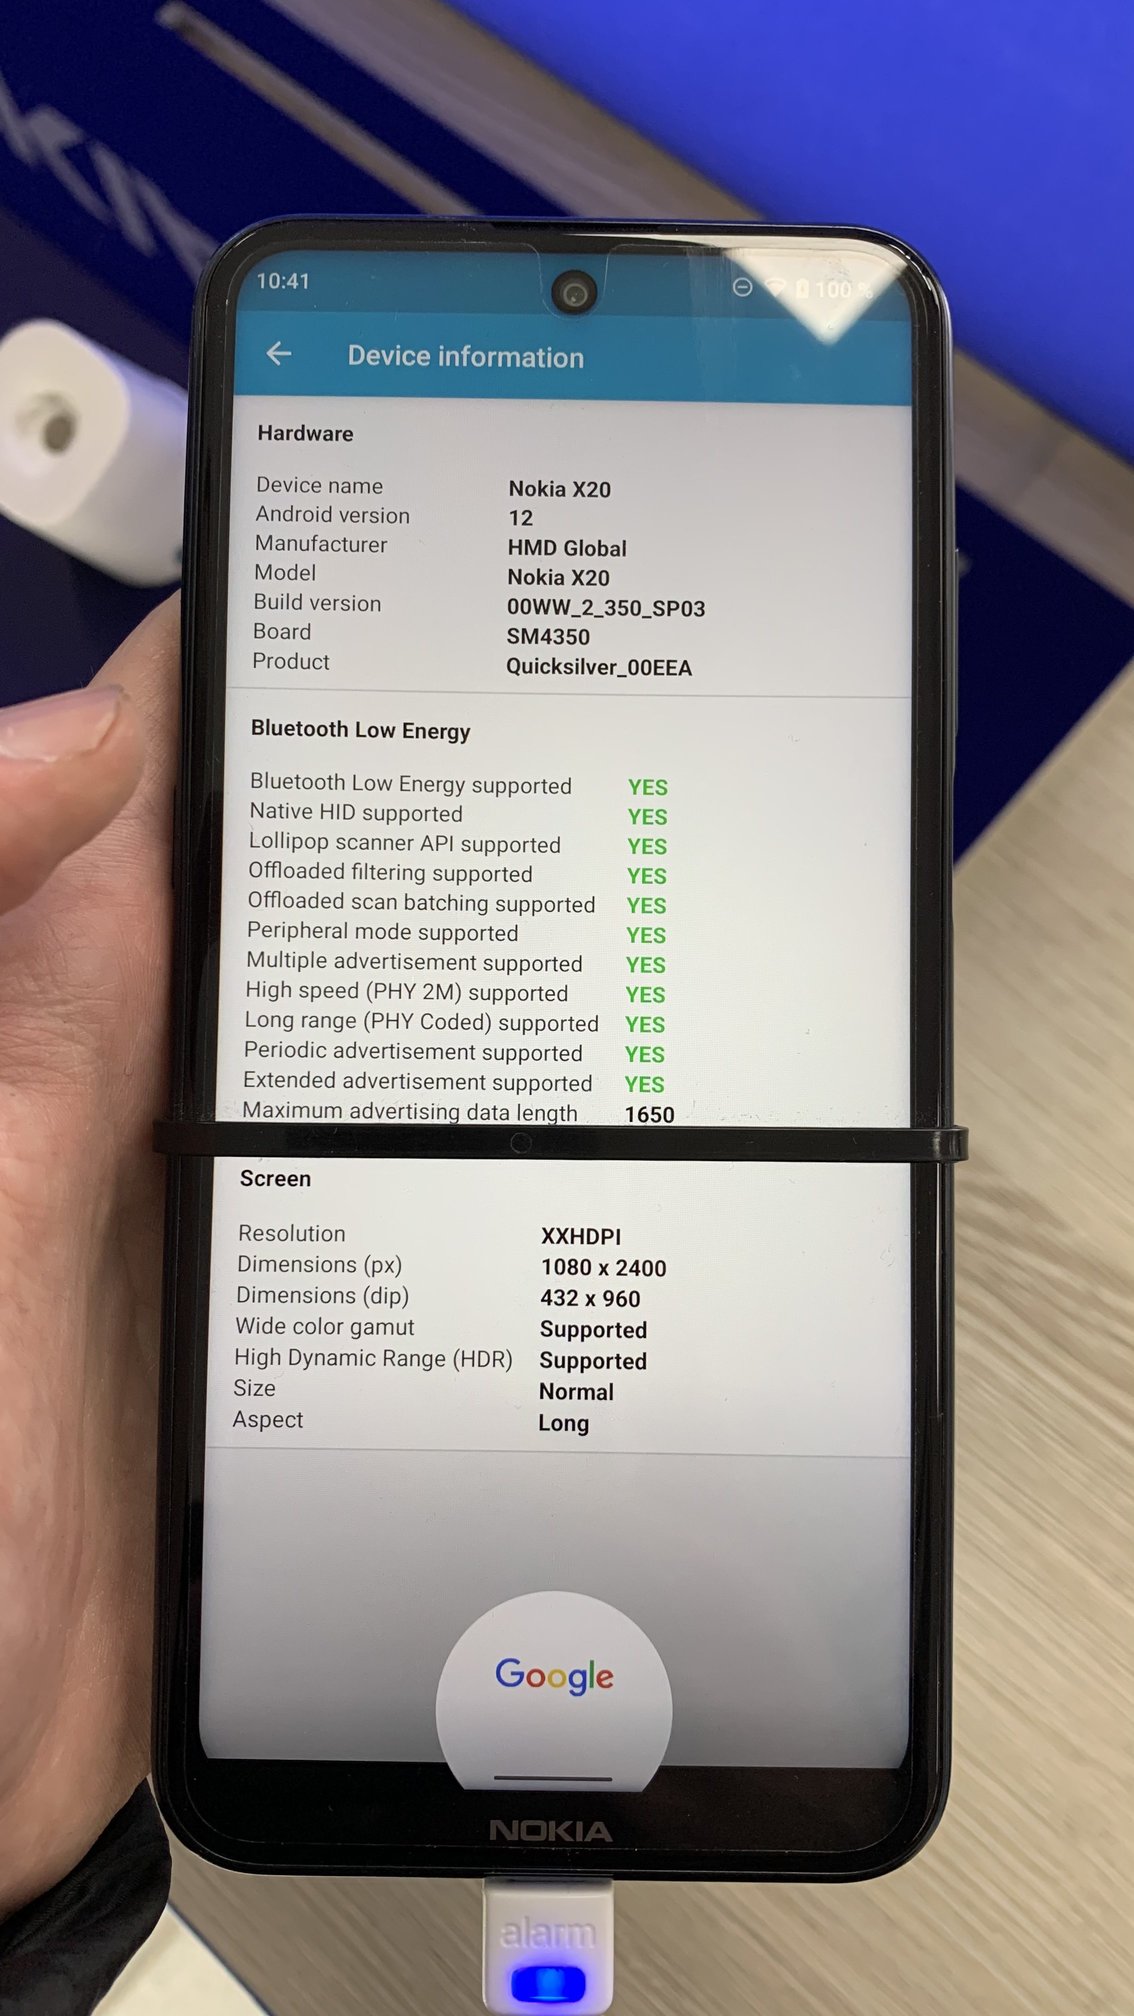 10:41
100 %
Device information
Hardware
Device name Nokia X20
Android version 12
Manufacturer HMD Global
Model Nokia X20
Build version 00WW_2_350_SP03
Board SM4350
Product Quicksilver_00EEA
Bluetooth Low Energy
Bluetooth Low Energy supported YES
Native HID supported YES
Lollipop scanner API supported YES
Offloaded filtering supported YES
Offloaded scan batching supported YES
Peripheral mode supported YES
Multiple advertisement supported YES
High speed (PHY 2M) supported YES
Long range (PHY Coded) supported YES
Periodic advertisement supported YES
Extended advertisement supported YES
Maximum advertising data length 1650
Screen
Resolution XXHDPI
Dimensions (px) 1080 x 2400
Dimensions (dip) 432 x 960
Wide color gamut Supported
High Dynamic Range (HDR) Supported
Size Normal
Aspect Long
Google
NOKIA
alarm